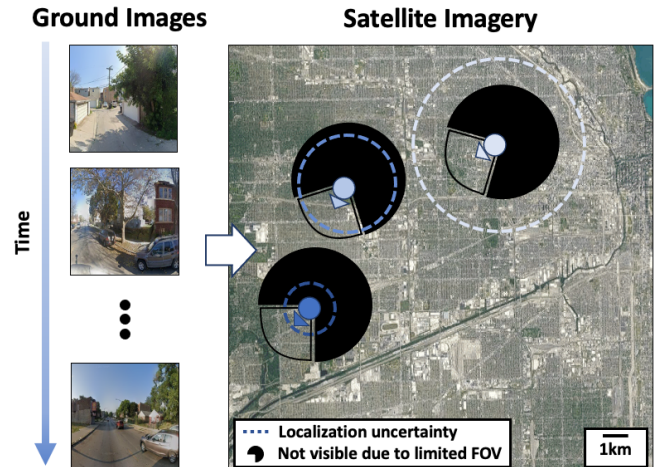 Ground Images
Satellite Imagery
Time
Localization uncertainty
Not visible due to limited FOV
1km